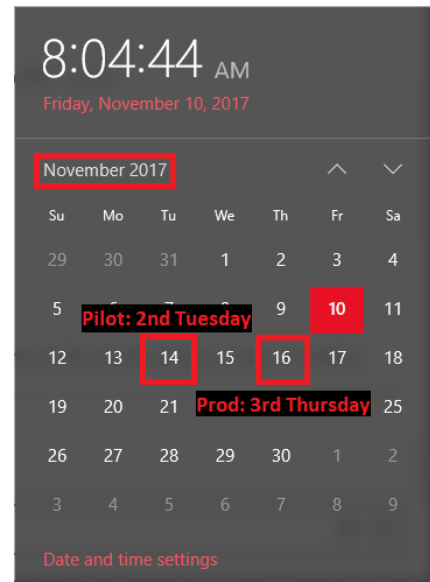 8:04:44 AM
Friday, November 10, 2017
November 2017
Su Mo Tu We Th Fr Sa
29 30 31 1 2 3 4
5 9 10 11
Pilot: 2nd Tuesday
12 13 14 15 16 17 18
19 20 21 25
Prod: 3rd Thursday
26 27 28 29 30 1 2
3 4 5 6 7 8 9
Date and time settings